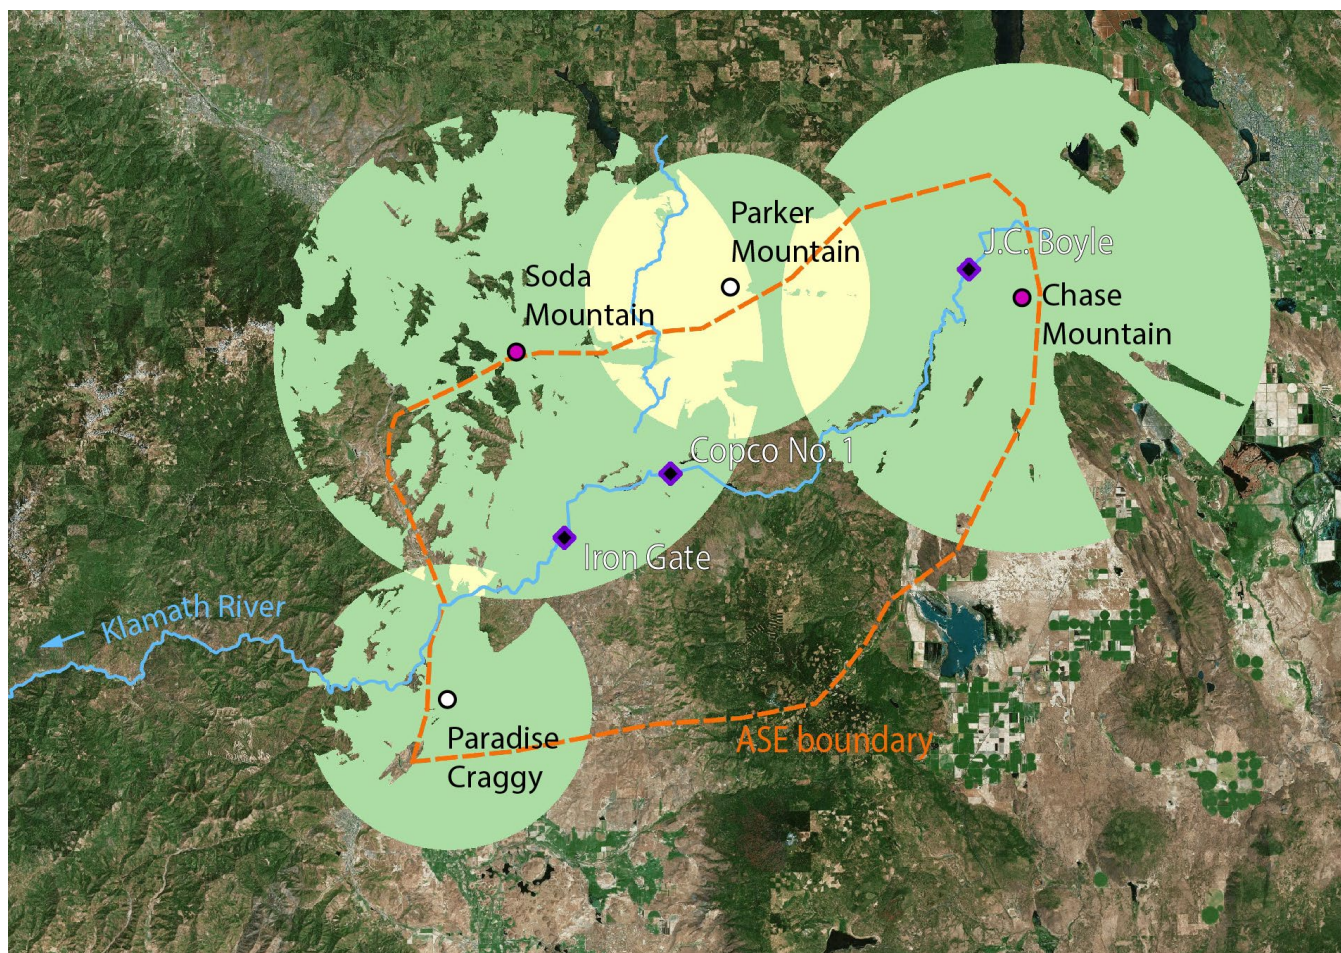 Parker
Mountain
J.C. Boyle
Soda
Mountain
Chase
Mountain
Copco No. 1
Iron Gate
Klamath River
Paradise
Craggy
ASE boundary